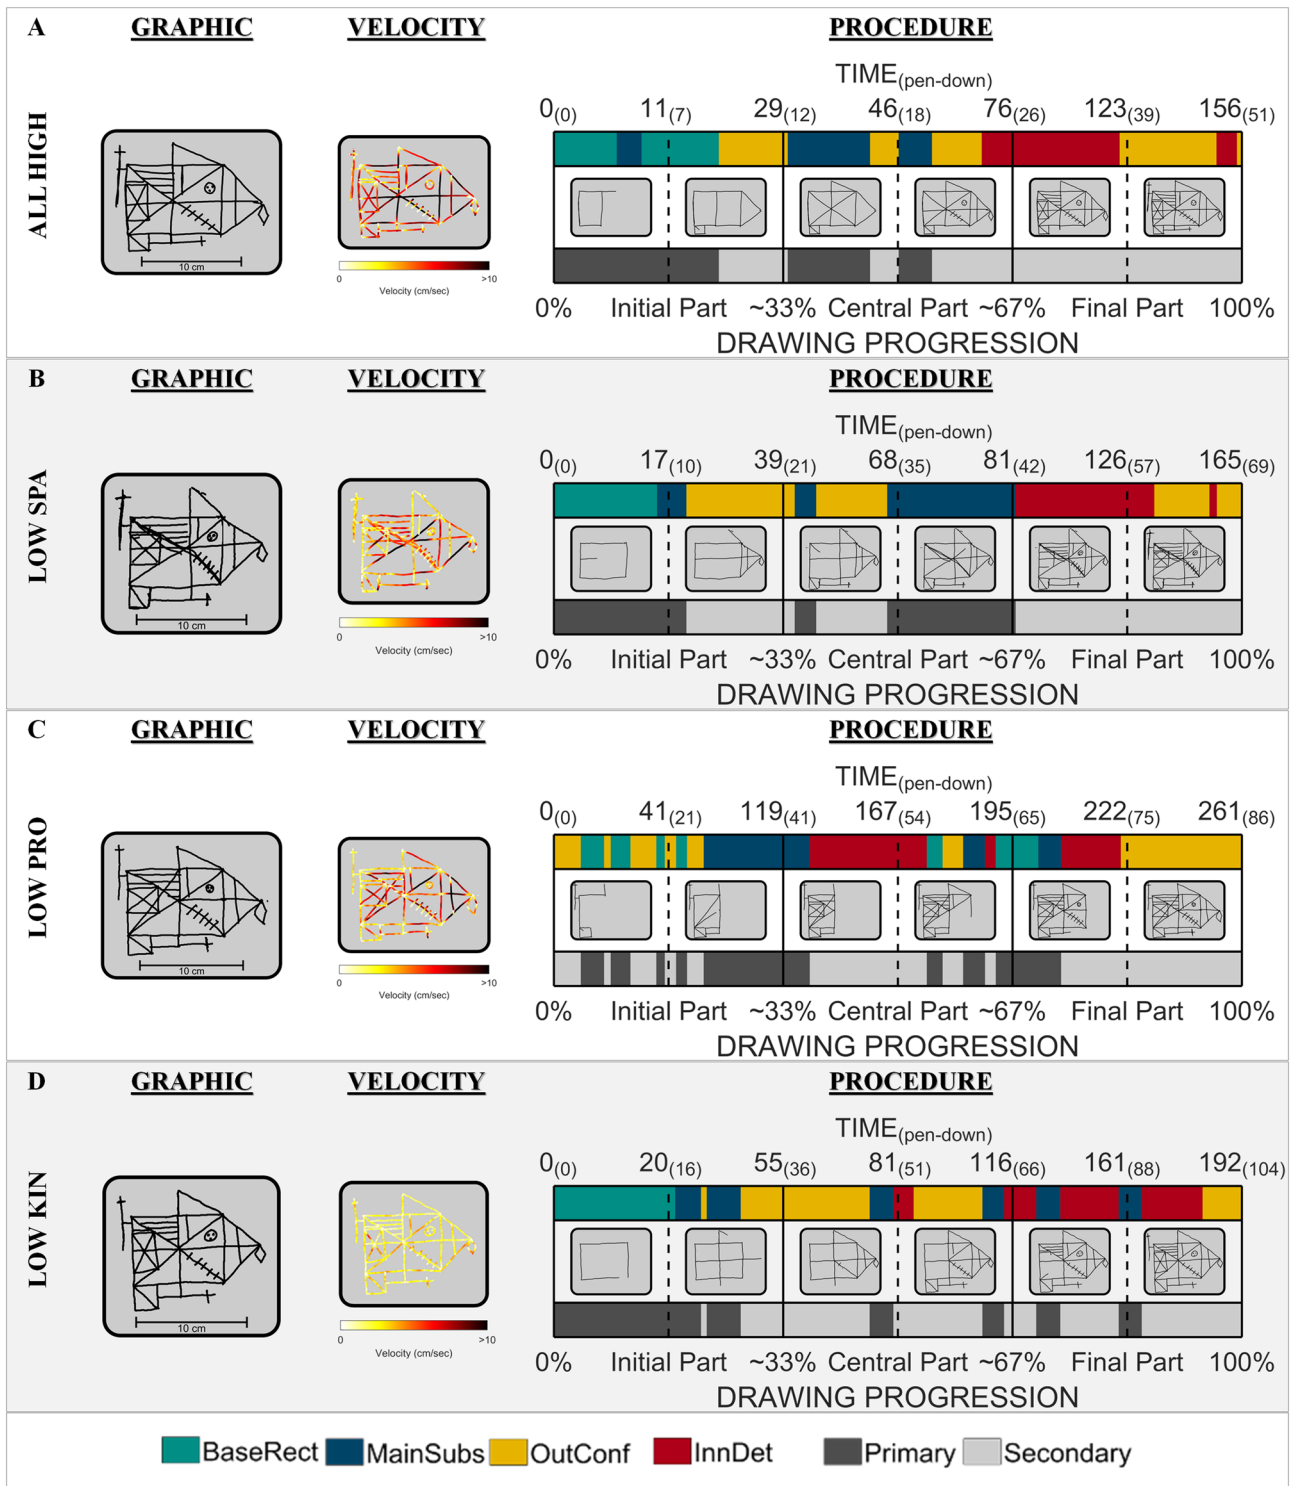 A GRAPHIC VELOCITY PROCEDURE
TIME(pen-down)
0(0) 11(7) 29(12) 46(18) 76(26) 123(39) 156(51)
ALL HIGH
10 cm
0 >10
Velocity (cm/sec)
0% Initial Part ~33% Central Part ~67% Final Part 100%
DRAWING PROGRESSION
B GRAPHIC VELOCITY PROCEDURE
TIME(pen-down)
0(0) 17(10) 39(21) 68(35) 81(42) 126(57) 165(69)
LOW SPA
10 cm
0 >10
Velocity (cm/sec)
0% Initial Part ~33% Central Part ~67% Final Part 100%
DRAWING PROGRESSION
C GRAPHIC VELOCITY PROCEDURE
TIME(pen-down)
0(0) 41(21) 119(41) 167(54) 195(65) 222(75) 261(86)
LOW PRO
10 cm
0 >10
Velocity (cm/sec)
0% Initial Part ~33% Central Part ~67% Final Part 100%
DRAWING PROGRESSION
D GRAPHIC VELOCITY PROCEDURE
TIME(pen-down)
0(0) 20(16) 55(36) 81(51) 116(66) 161(88) 192(104)
LOW KIN
10 cm
0 >10
Velocity (cm/sec)
0% Initial Part ~33% Central Part ~67% Final Part 100%
DRAWING PROGRESSION
BaseRect MainSubs OutConf InnDet Primary Secondary